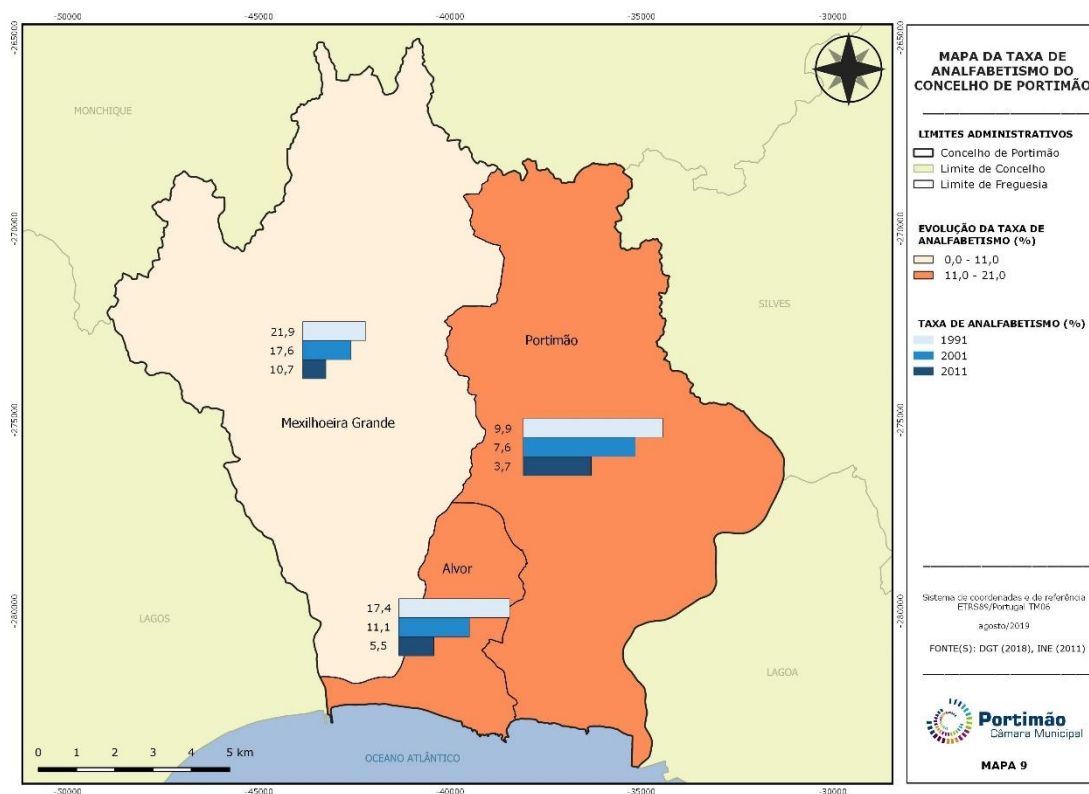 -50000
-45000
-40000
-35000
-30000
-265000
-265000
MONCHIQUE
-270000
-270000
SILVES
21,9
17,6
10,7
Portimão
Mexilhoeira Grande
9,9
7,6
3,7
-275000
-275000
Alvor
17,4
11,1
5,5
-280000
-280000
LAGOS
LAGOA
0 1 2 3 4 5 km
OCEANO ATLÂNTICO
-50000
-45000
-40000
-35000
-30000
MAPA DA TAXA DE
ANALFABETISMO DO
CONCELHO DE PORTIMÃO
LIMITES ADMINISTRATIVOS
Concelho de Portimão
Limite de Concelho
Limite de Freguesia
EVOLUÇÃO DA TAXA DE
ANALFABETISMO (%)
0,0 - 11,0
11,0 - 21,0
TAXA DE ANALFABETISMO (%)
1991
2001
2011
Sistema de coordenadas e de referência
ETRS89/Portugal TM06
agosto/2019
FONTE(S): DGT (2018), INE (2011)
Portimão
Câmara Municipal
MAPA 9